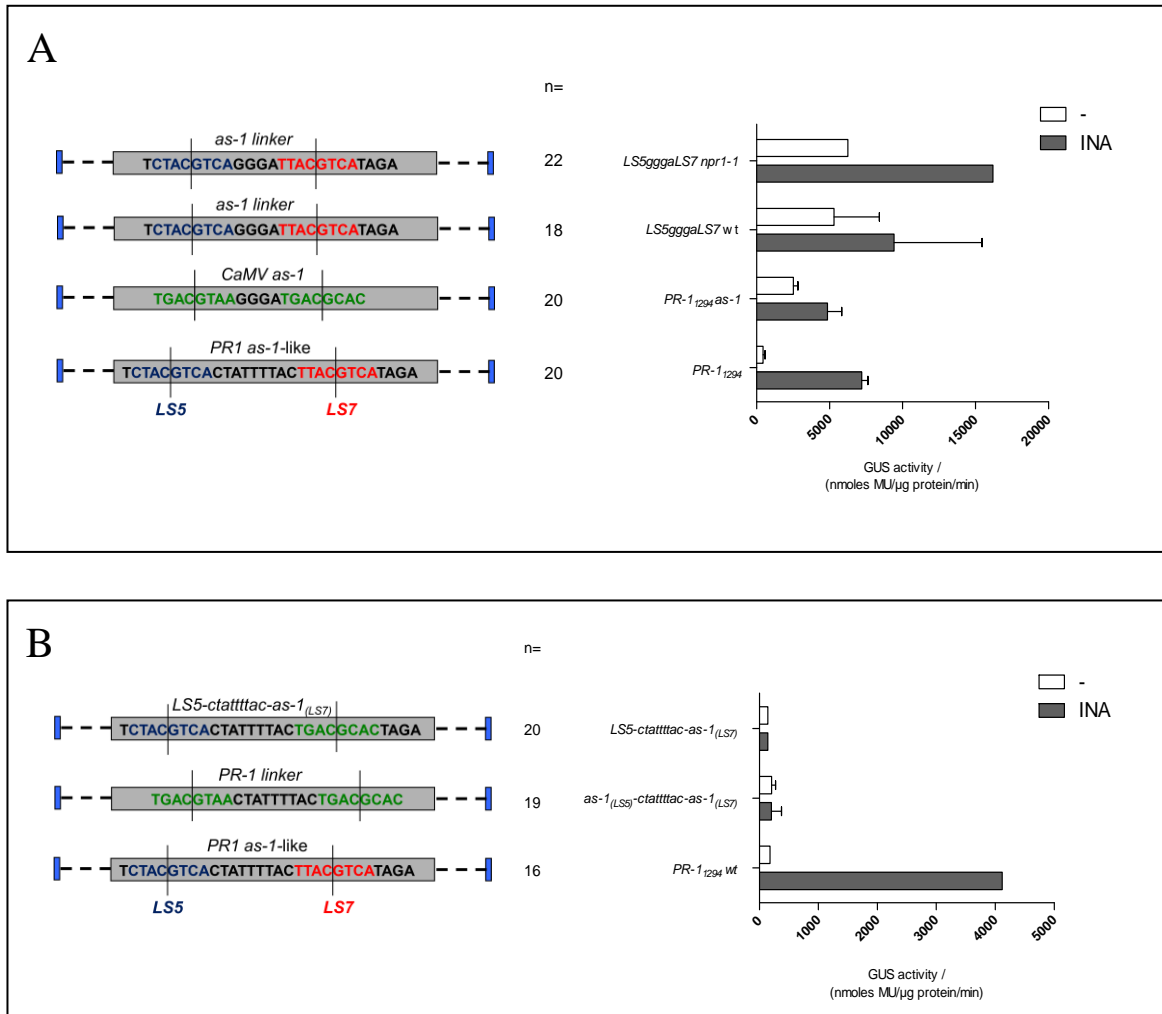 A
n=
as-1 linker
TCTACGTCAGGGATTACGTCATAGA
22
as-1 linker
TCTACGTCAGGGATTACGTCATAGA
18
CaMV as-1
TGACGTAAGGGATGACGCAC
20
PR1 as-1-like
TCTACGTCACTATTTTACTTACGTCATAGA
20
LS5 LS7
-
INA
LS5gggaLS7 npr1-1
LS5gggaLS7 wt
PR-1₁₂₉₄ as-1
PR-1₁₂₉₄
0 5000 10000 15000 20000
GUS activity /
(nmoles MU/µg protein/min)
B
n=
LS5-ctattttac-as-1(LS7)
TCTACGTCACTATTTTACTGACGCACTAGA
20
PR-1 linker
TGACGTAACTATTTTACTGACGCAC
19
PR1 as-1-like
TCTACGTCACTATTTTACTTACGTCATAGA
16
LS5 LS7
-
INA
LS5-ctattttac-as-1(LS7)
as-1(LS5)-ctattttac-as-1(LS7)
PR-1₁₂₉₄ wt
0 1000 2000 3000 4000 5000
GUS activity /
(nmoles MU/µg protein/min)